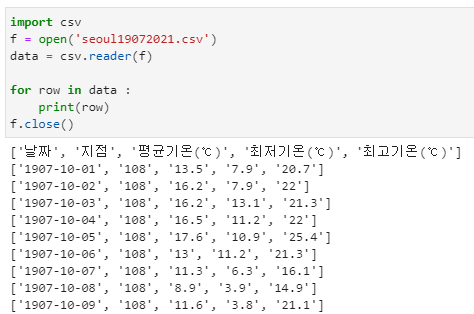 import csv
f = open('seoul19072021.csv')
data = csv.reader(f)
for row in data :
    print(row)
f.close()
['날짜', '지점', '평균기온(℃)', '최저기온(℃)', '최고기온(℃)']
['1907-10-01', '108', '13.5', '7.9', '20.7']
['1907-10-02', '108', '16.2', '7.9', '22']
['1907-10-03', '108', '16.2', '13.1', '21.3']
['1907-10-04', '108', '16.5', '11.2', '22']
['1907-10-05', '108', '17.6', '10.9', '25.4']
['1907-10-06', '108', '13', '11.2', '21.3']
['1907-10-07', '108', '11.3', '6.3', '16.1']
['1907-10-08', '108', '8.9', '3.9', '14.9']
['1907-10-09', '108', '11.6', '3.8', '21.1']